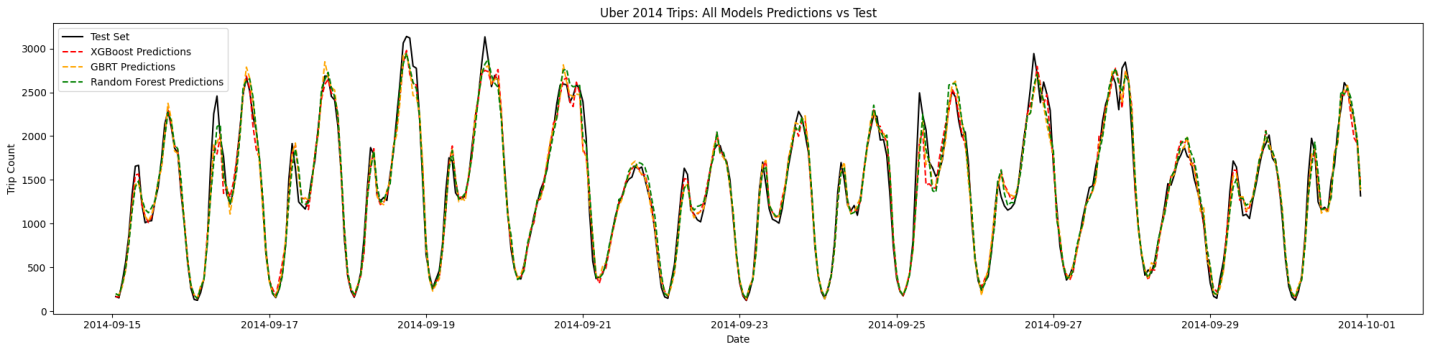 Uber 2014 Trips: All Models Predictions vs Test
Test Set
XGBoost Predictions
GBRT Predictions
Random Forest Predictions
Trip Count
3000
2500
2000
1500
1000
500
0
2014-09-15
2014-09-17
2014-09-19
2014-09-21
2014-09-23
2014-09-25
2014-09-27
2014-09-29
2014-10-01
Date